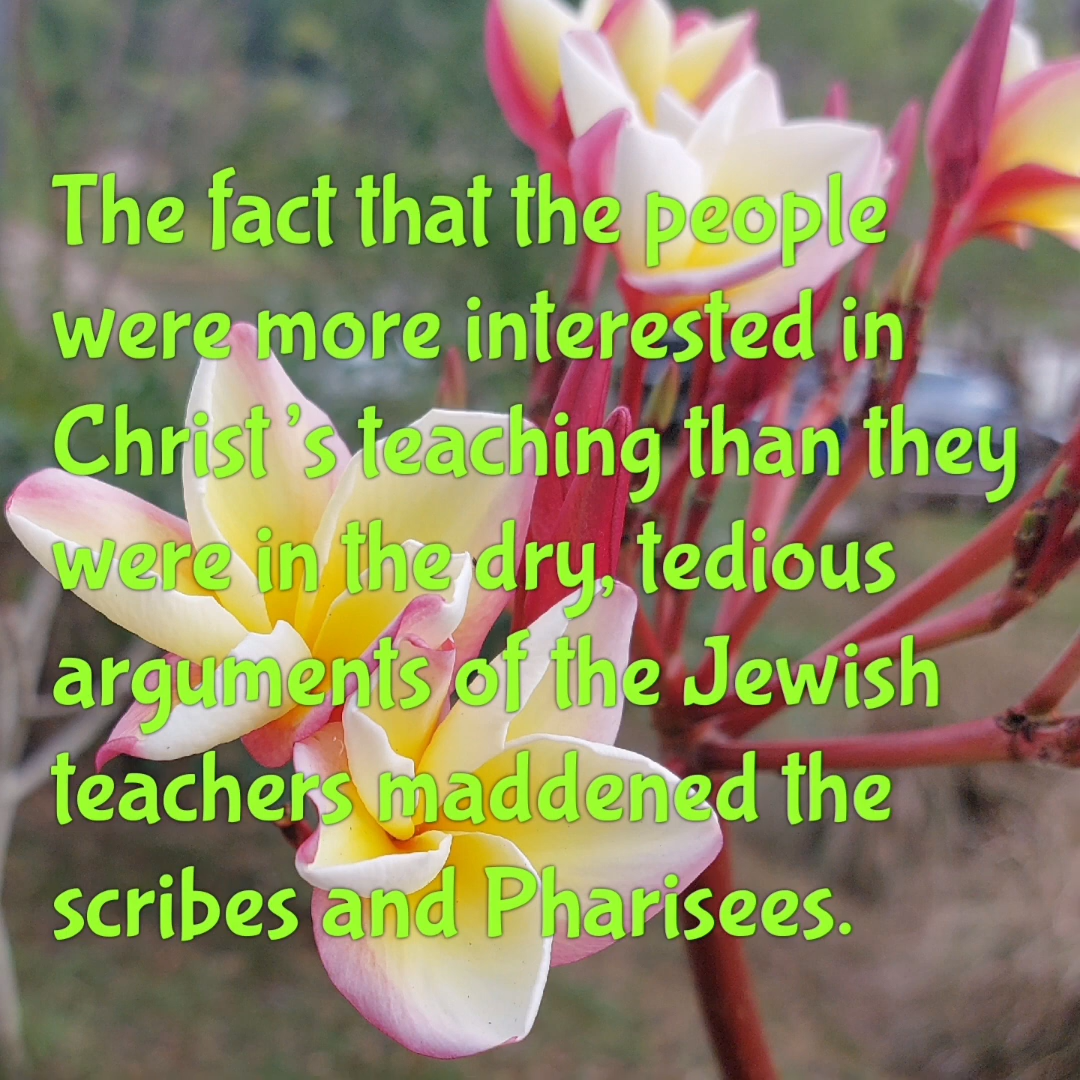 The fact that the people
were more interested in
Christ's teaching than they
were in the dry, tedious
arguments of the Jewish
teachers maddened the
scribes and Pharisees.